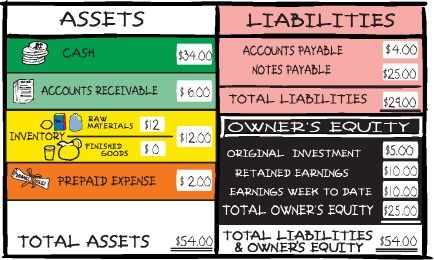 ASSETS
CASH $34.00
ACCOUNTS RECEIVABLE $6.00
INVENTORY $12.00
RAW MATERIALS $12
FINISHED GOODS $0
PREPAID EXPENSE $2.00
TOTAL ASSETS $54.00
LIABILITIES
ACCOUNTS PAYABLE $4.00
NOTES PAYABLE $25.00
TOTAL LIABILITIES $29.00
OWNER'S EQUITY
ORIGINAL INVESTMENT $5.00
RETAINED EARNINGS $10.00
EARNINGS WEEK TO DATE $10.00
TOTAL OWNER'S EQUITY $25.00
TOTAL LIABILITIES
& OWNER'S EQUITY $54.00